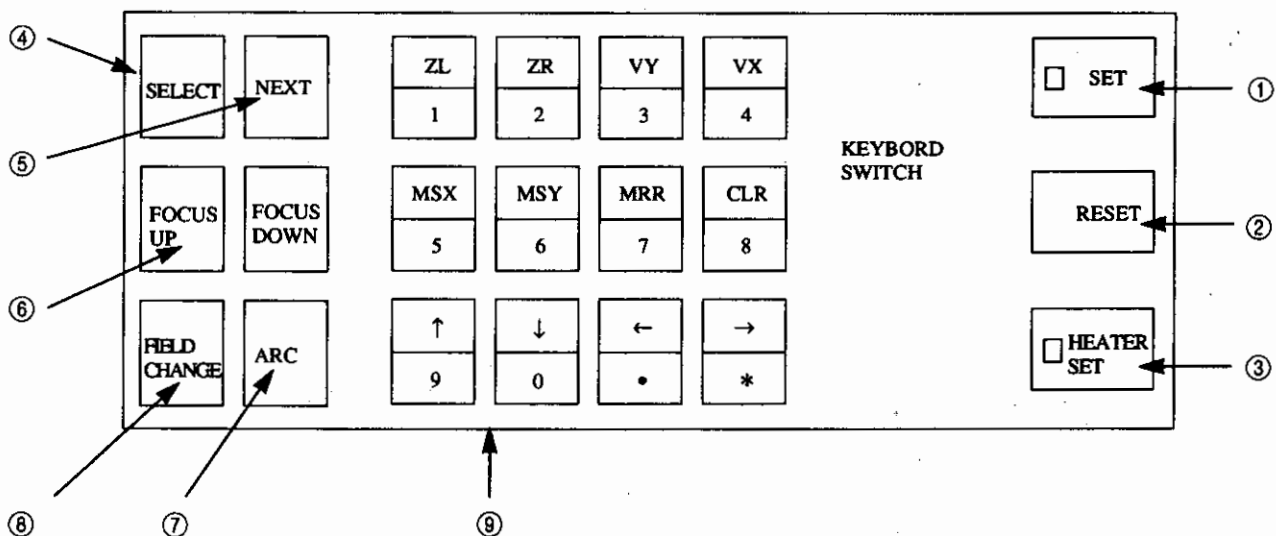 ④
SELECT
NEXT
ZL
1
ZR
2
VY
3
VX
4
SET
①
⑤
KEYBORD
SWITCH
FOCUS
UP
FOCUS
DOWN
MSX
5
MSY
6
MRR
7
CLR
8
RESET
②
⑥
FIELD
CHANGE
ARC
↑
9
↓
0
←
•
→
*
HEATER
SET
③
⑧
⑦
⑨